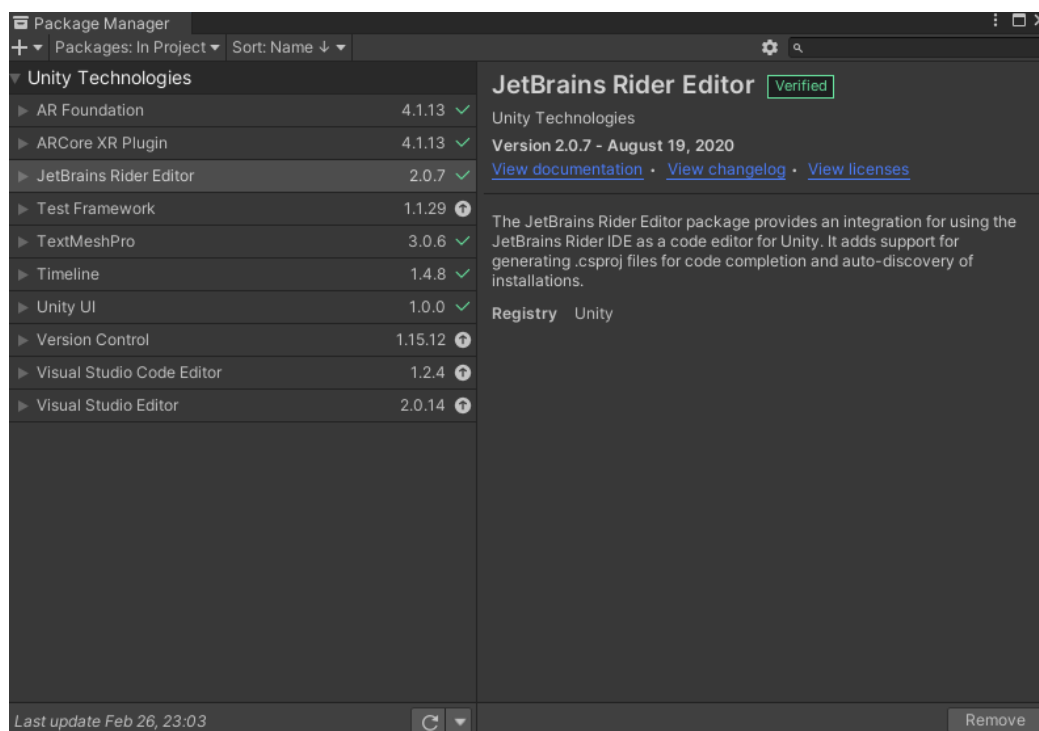 Package Manager
Packages: In Project Sort: Name ↓
Unity Technologies
AR Foundation 4.1.13
ARCore XR Plugin 4.1.13
JetBrains Rider Editor 2.0.7
Test Framework 1.1.29
TextMeshPro 3.0.6
Timeline 1.4.8
Unity UI 1.0.0
Version Control 1.15.12
Visual Studio Code Editor 1.2.4
Visual Studio Editor 2.0.14
Last update Feb 26, 23:03
JetBrains Rider Editor Verified
Unity Technologies
Version 2.0.7 - August 19, 2020
View documentation • View changelog • View licenses
The JetBrains Rider Editor package provides an integration for using the
JetBrains Rider IDE as a code editor for Unity. It adds support for
generating .csproj files for code completion and auto-discovery of
installations.
Registry Unity
Remove